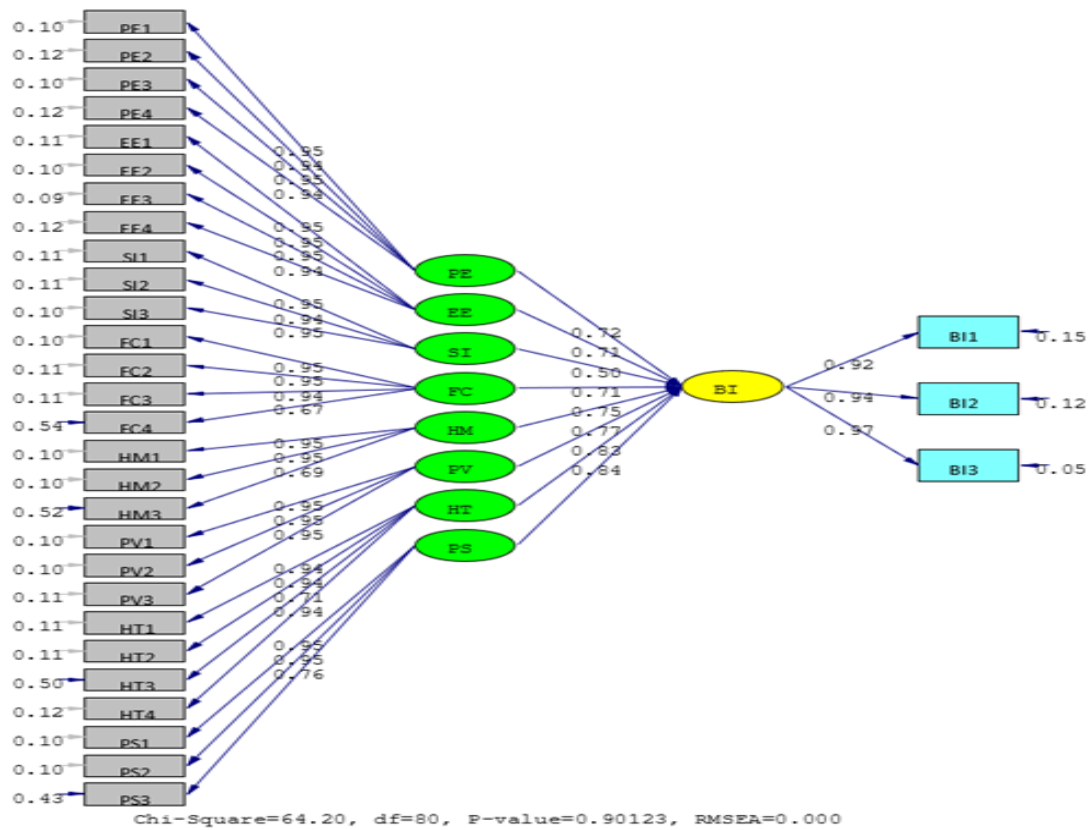 0.10 PE1
0.12 PE2
0.10 PE3
0.12 PE4
0.11 EE1
0.10 EE2
0.09 EE3
0.12 EE4
0.11 SI1
0.11 SI2
0.10 SI3
0.10 FC1
0.11 FC2
0.11 FC3
0.54 FC4
0.10 HM1
0.10 HM2
0.52 HM3
0.10 PV1
0.10 PV2
0.11 PV3
0.11 HT1
0.11 HT2
0.50 HT3
0.12 HT4
0.10 PS1
0.10 PS2
0.43 PS3
0.95
0.94
0.95
0.94
0.95
0.95
0.95
0.94
0.95
0.94
0.95
0.95
0.95
0.94
0.67
0.95
0.95
0.69
0.95
0.95
0.95
0.94
0.94
0.71
0.94
0.95
0.95
0.76
PE
EE
SI
FC
HM
PV
HT
PS
0.72
0.71
0.50
0.71
0.75
0.77
0.83
0.84
BI
0.92
0.94
0.97
BI1 0.15
BI2 0.12
BI3 0.05
Chi-Square=64.20, df=80, P-value=0.90123, RMSEA=0.000